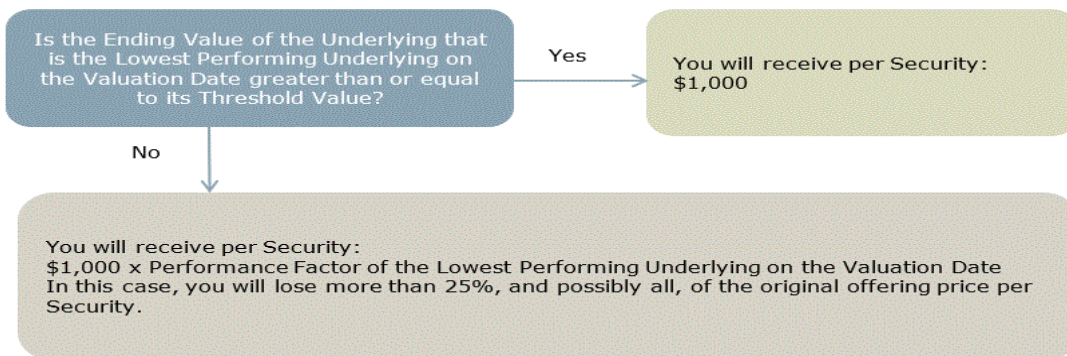 Is the Ending Value of the Underlying that
is the Lowest Performing Underlying on
the Valuation Date greater than or equal
to its Threshold Value?
Yes
You will receive per Security:
$1,000
No
You will receive per Security:
$1,000 x Performance Factor of the Lowest Performing Underlying on the Valuation Date
In this case, you will lose more than 25%, and possibly all, of the original offering price per
Security.